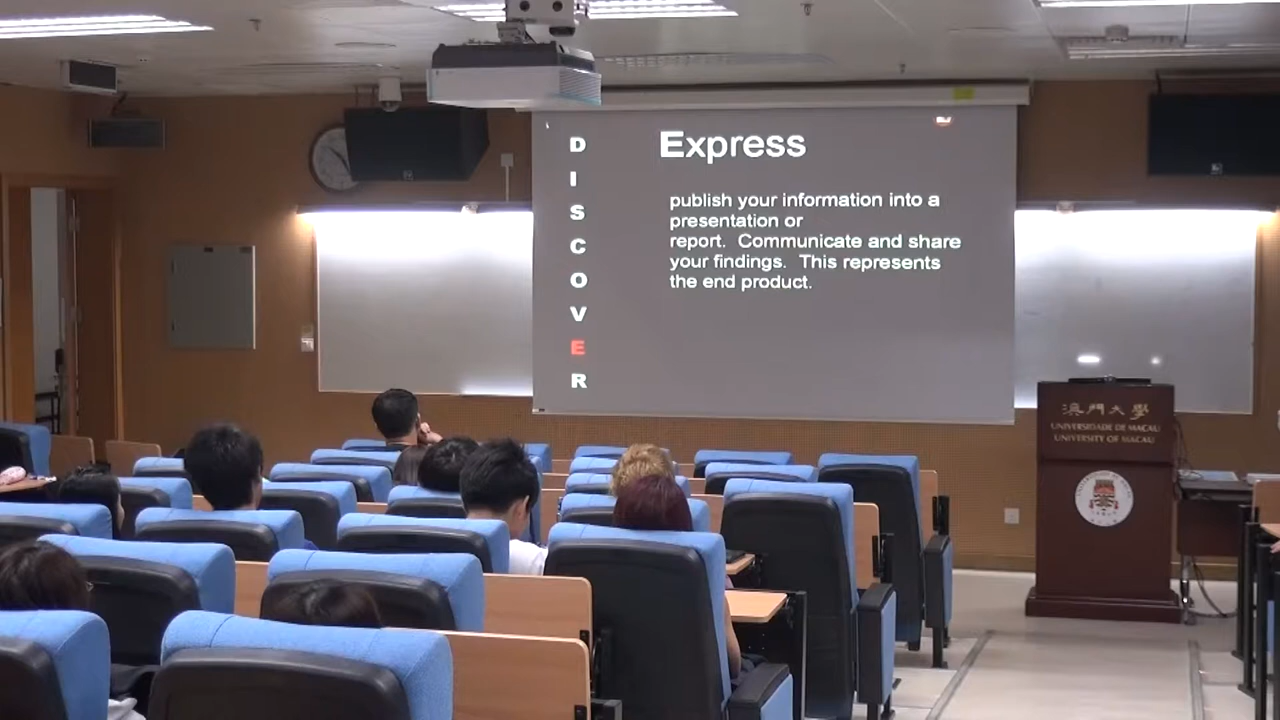 D
I
S
C
O
V
E
R
Express
publish your information into a
presentation or
report. Communicate and share
your findings. This represents
the end product.
澳門大學
UNIVERSIDADE DE MACAU
UNIVERSITY OF MACAU